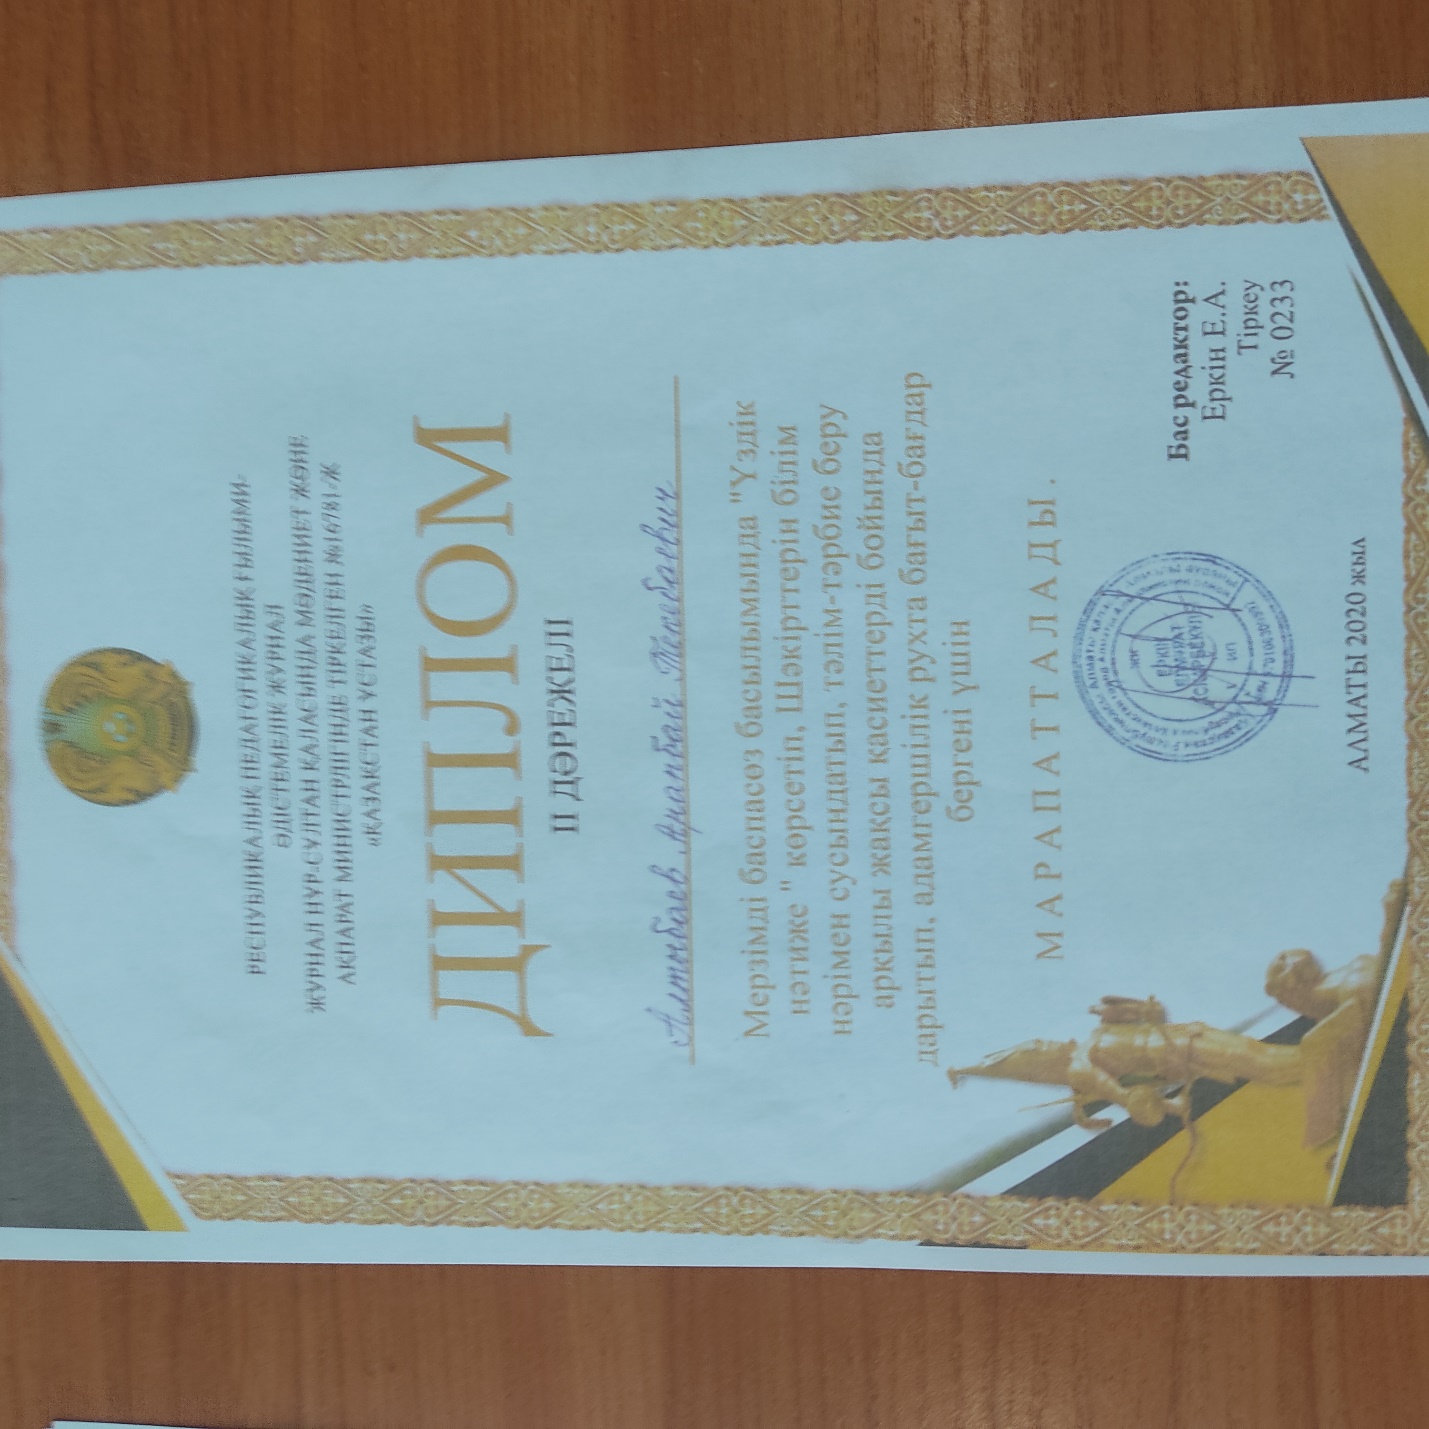 РЕСПУБЛИКАЛЫҚ ПЕДАГОГИКАЛЫҚ ҒЫЛЫМИ-
ӘДІСТЕМЕЛІК ЖУРНАЛ
ЖУРНАЛ НҰР-СҰЛТАН ҚАЛАСЫНДА МӘДЕНИЕТ ЖӘНЕ
АҚПАРАТ МИНИСТРЛІГІНДЕ ТІРКЕЛГЕН №16781-Ж
«ҚАЗАҚСТАН ҰСТАЗЫ»
ДИПЛОМ
II ДӘРЕЖЕЛІ
Алтынбаев Арапбай
Мерзімді баспасөз басылымында "Үздік
нәтиже " көрсетіп, Шәкірттерін білім
нәрімен сусындатып, тәлім-тәрбие беру
арқылы жақсы қасиеттерді бойында
дарытып, адамгершілік рухта бағыт-бағдар
бергені үшін
МАРАПАТТАЛАДЫ.
Бас редактор:
Еркін Е.А.
Тіркеу
№ 0233
АЛМАТЫ 2020 ЖЫЛ